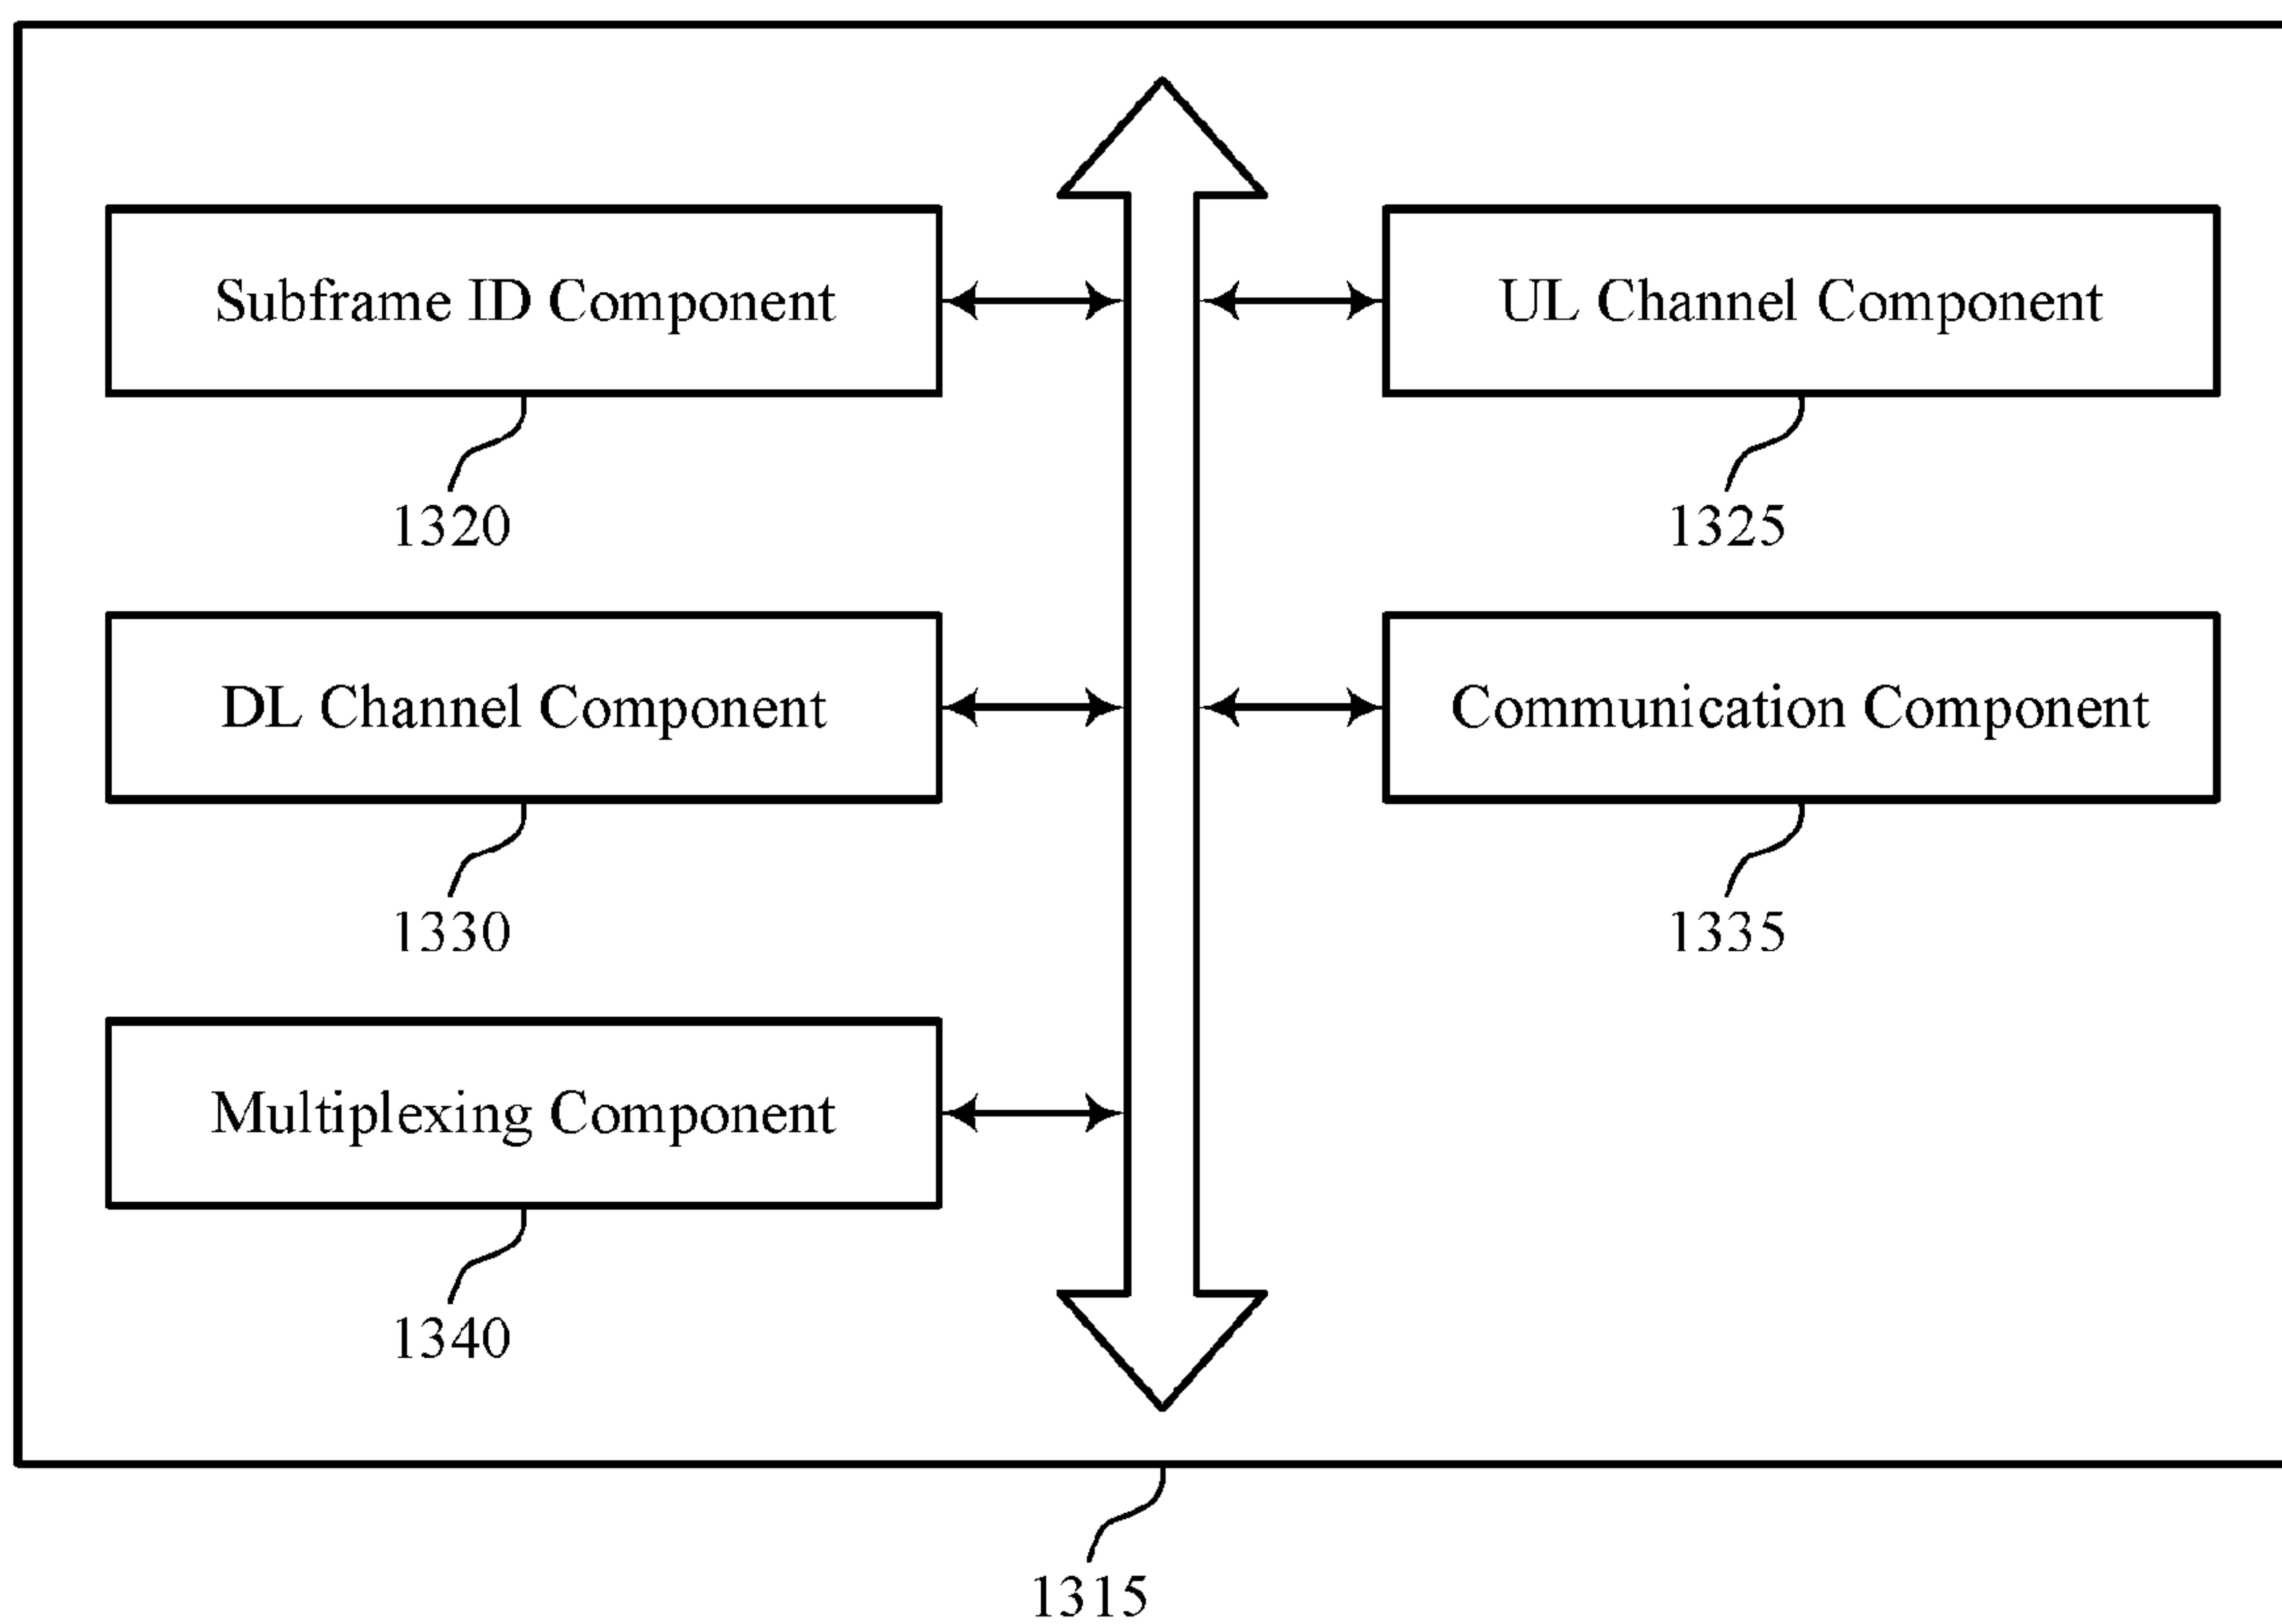 Subframe ID Component
UL Channel Component
1320
1325
DL Channel Component
Communication Component
1330
1335
Multiplexing Component
1340
1315